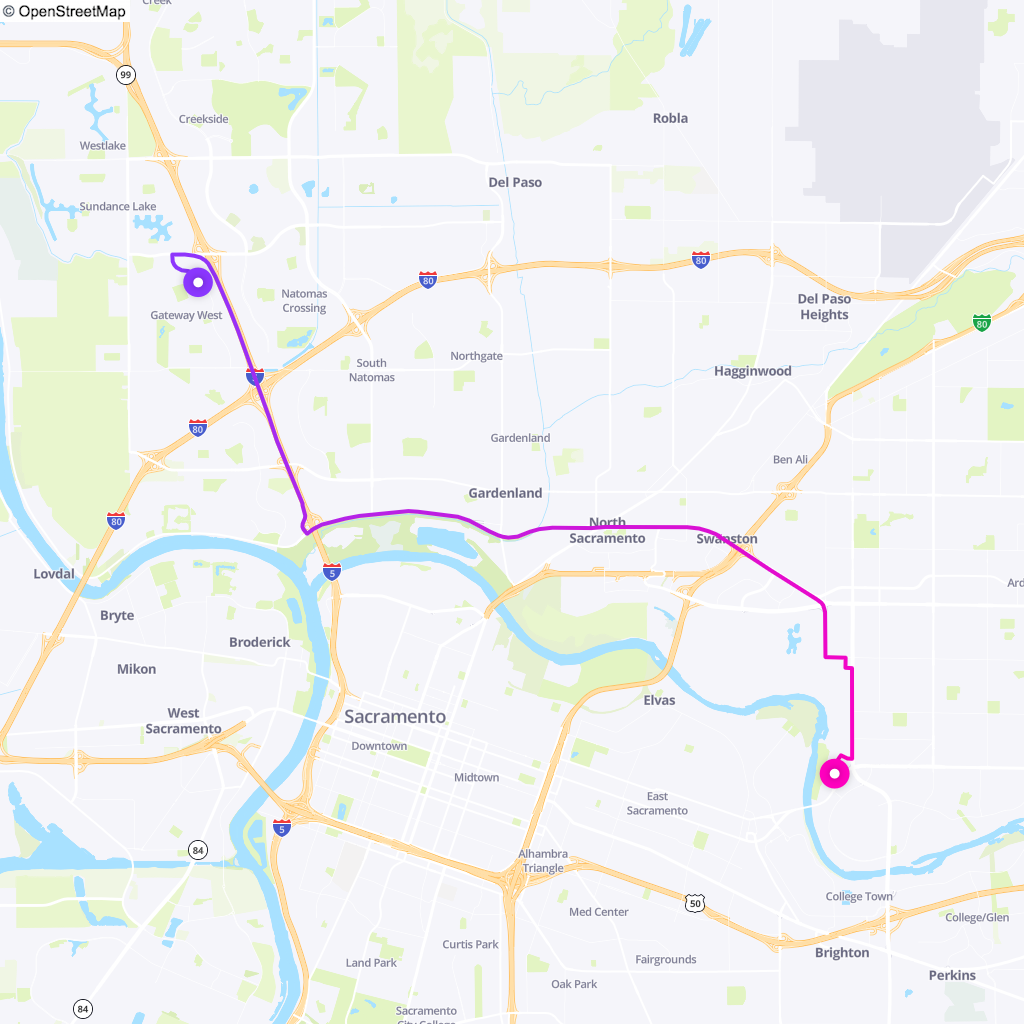 © OpenStreetMap
Creek
99
Robla
Creekside
Westlake
Del Paso
Sundance Lake
80
80
Natomas
Crossing
Del Paso
Heights
Gateway West
80
Northgate
South
Natomas
Hagginwood
80
Gardenland
Ben Ali
Gardenland
80
North
Sacramento
Swanston
Lovdal
5
Ard
Bryte
Broderick
Mikon
Elvas
West
Sacramento
Sacramento
Downtown
Midtown
East
Sacramento
5
84
Alhambra
Triangle
College Town
50
Med Center
College/Glen
Curtis Park
Brighton
Land Park
Fairgrounds
Perkins
Oak Park
84
Sacramento
City College